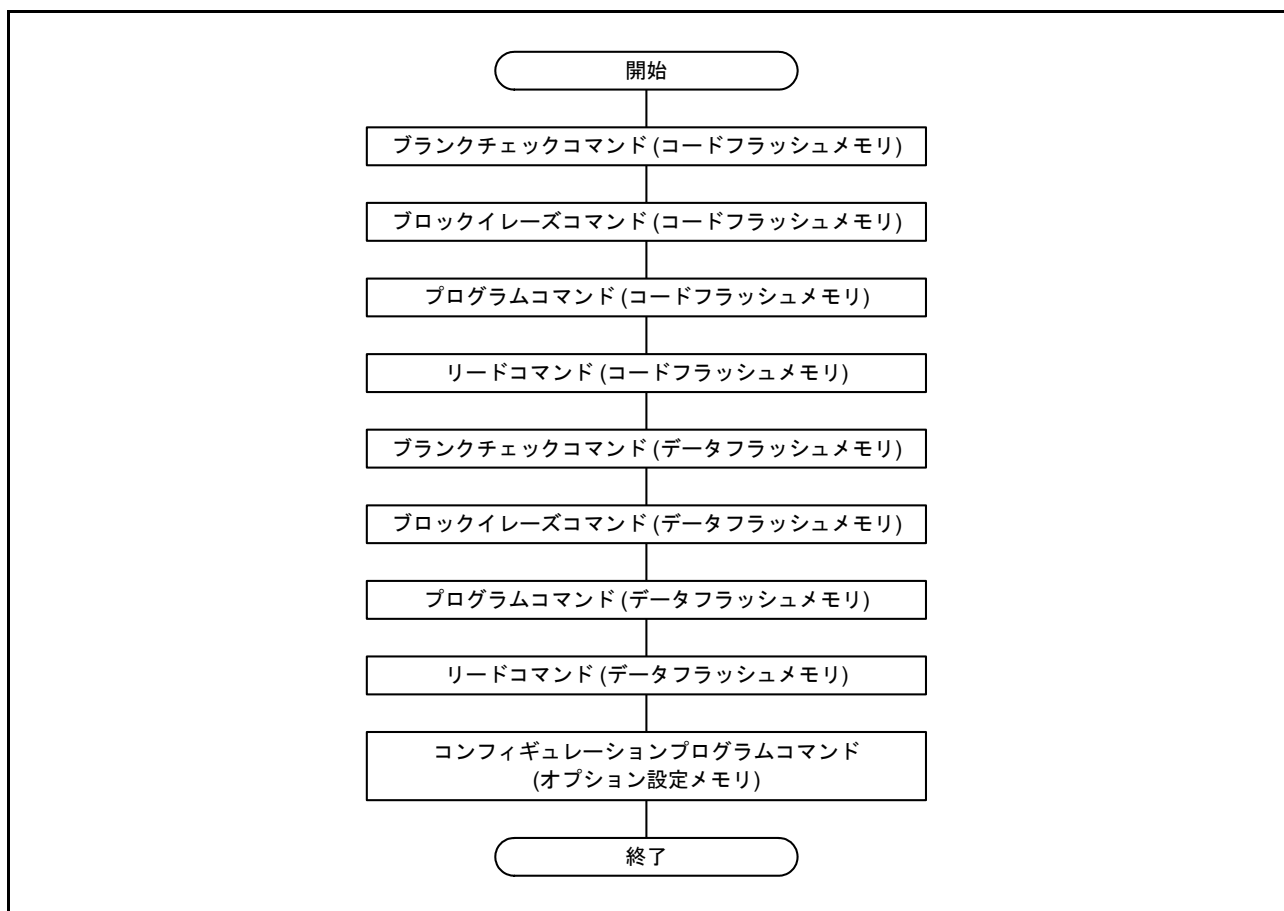 開始
ブランクチェックコマンド (コードフラッシュメモリ)
ブロックイレーズコマンド (コードフラッシュメモリ)
プログラムコマンド (コードフラッシュメモリ)
リードコマンド (コードフラッシュメモリ)
ブランクチェックコマンド (データフラッシュメモリ)
ブロックイレーズコマンド (データフラッシュメモリ)
プログラムコマンド (データフラッシュメモリ)
リードコマンド (データフラッシュメモリ)
コンフィギュレーションプログラムコマンド
(オプション設定メモリ)
終了